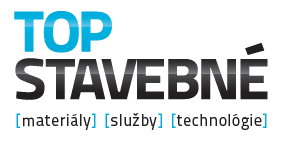 TOP
STAVEBNÉ
[materiály] [služby] [technológie]